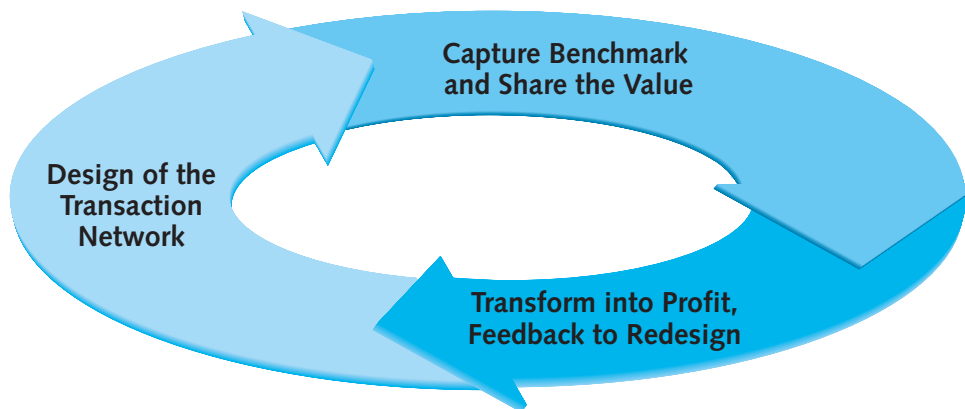 Capture Benchmark
and Share the Value
Design of the
Transaction
Network
Transform into Profit,
Feedback to Redesign